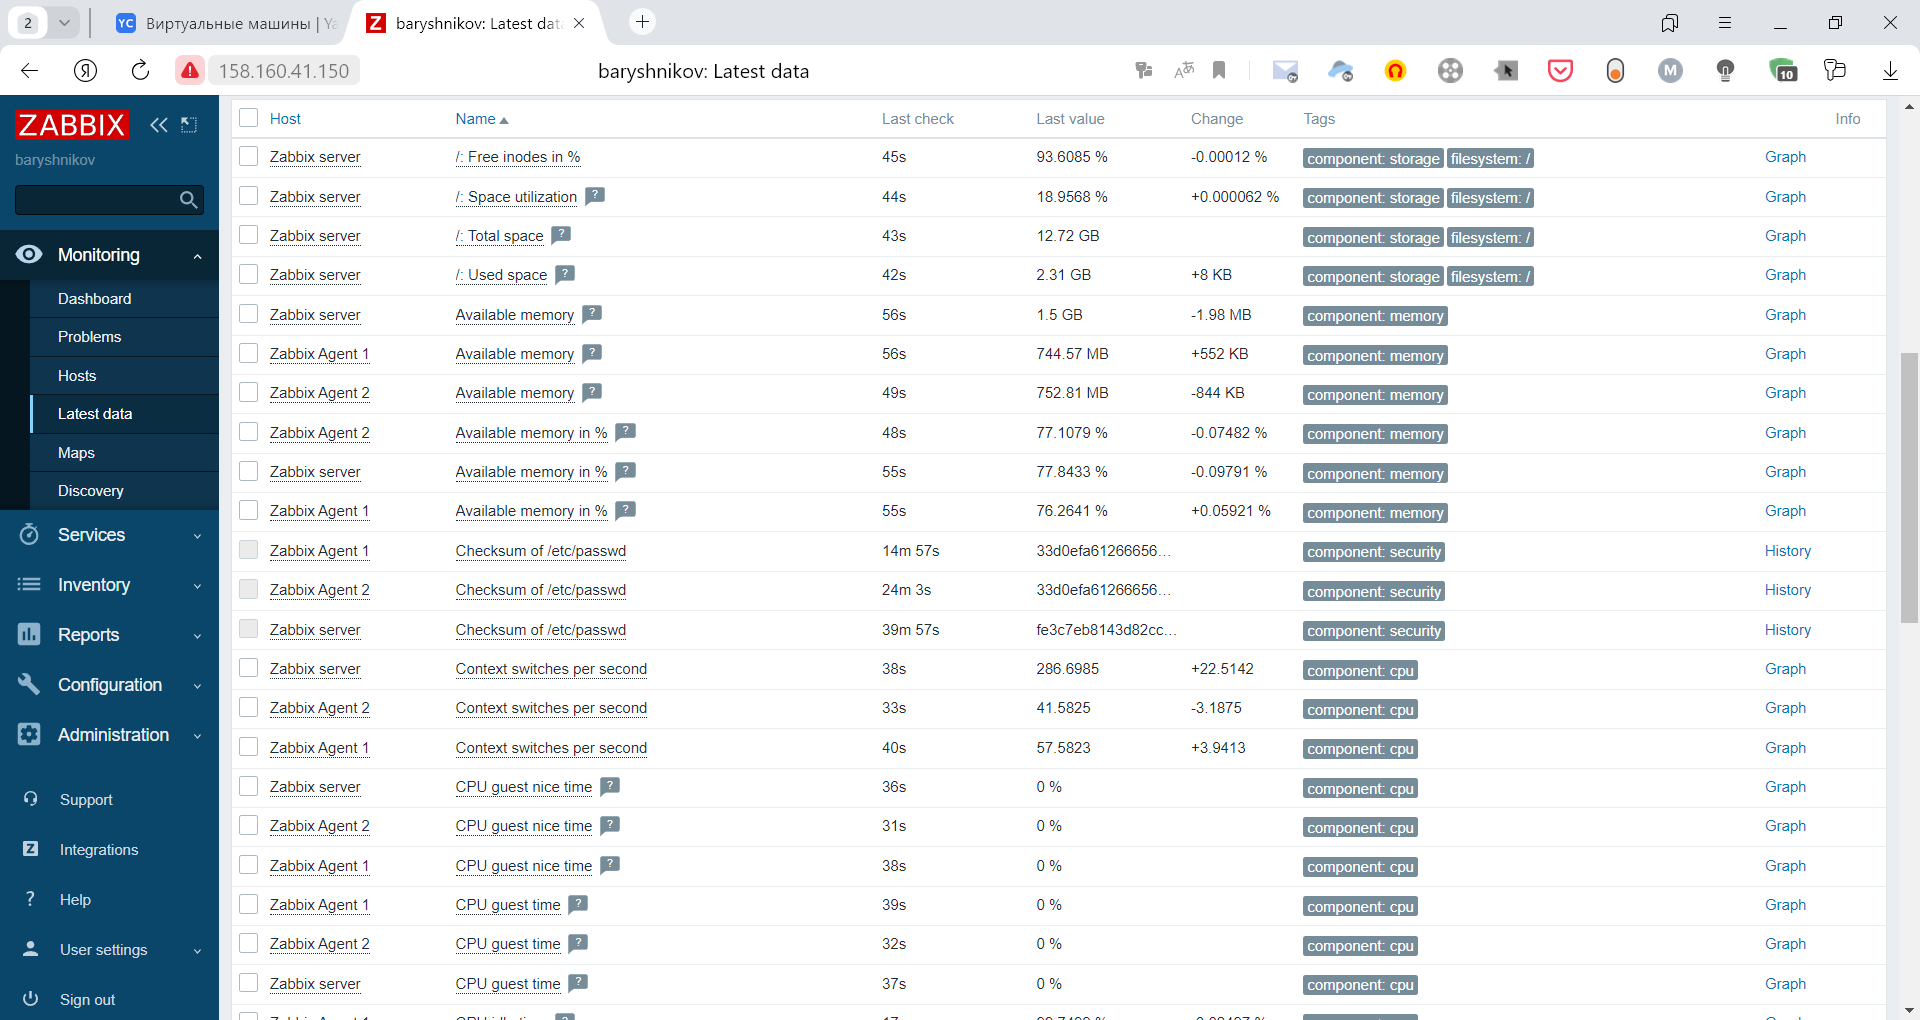 2
YC Виртуальные машины | Ya
Z baryshnikov: Latest dat
Я 158.160.41.150 baryshnikov: Latest data
M 10
ZABBIX
baryshnikov
Monitoring
Dashboard
Problems
Hosts
Latest data
Maps
Discovery
Services
Inventory
Reports
Configuration
Administration
Support
Z Integrations
? Help
User settings
Sign out
Host Name Last check Last value Change Tags Info
Zabbix server /: Free inodes in % 45s 93.6085 % -0.00012 % component: storage filesystem: / Graph
Zabbix server /: Space utilization ? 44s 18.9568 % +0.000062 % component: storage filesystem: / Graph
Zabbix server /: Total space ? 43s 12.72 GB component: storage filesystem: / Graph
Zabbix server /: Used space ? 42s 2.31 GB +8 KB component: storage filesystem: / Graph
Zabbix server Available memory ? 56s 1.5 GB -1.98 MB component: memory Graph
Zabbix Agent 1 Available memory ? 56s 744.57 MB +552 KB component: memory Graph
Zabbix Agent 2 Available memory ? 49s 752.81 MB -844 KB component: memory Graph
Zabbix Agent 2 Available memory in % ? 48s 77.1079 % -0.07482 % component: memory Graph
Zabbix server Available memory in % ? 55s 77.8433 % -0.09791 % component: memory Graph
Zabbix Agent 1 Available memory in % ? 55s 76.2641 % +0.05921 % component: memory Graph
Zabbix Agent 1 Checksum of /etc/passwd 14m 57s 33d0efa61266656... component: security History
Zabbix Agent 2 Checksum of /etc/passwd 24m 3s 33d0efa61266656... component: security History
Zabbix server Checksum of /etc/passwd 39m 57s fe3c7eb8143d82cc... component: security History
Zabbix server Context switches per second 38s 286.6985 +22.5142 component: cpu Graph
Zabbix Agent 2 Context switches per second 33s 41.5825 -3.1875 component: cpu Graph
Zabbix Agent 1 Context switches per second 40s 57.5823 +3.9413 component: cpu Graph
Zabbix server CPU guest nice time ? 36s 0 % component: cpu Graph
Zabbix Agent 2 CPU guest nice time ? 31s 0 % component: cpu Graph
Zabbix Agent 1 CPU guest nice time ? 38s 0 % component: cpu Graph
Zabbix Agent 1 CPU guest time ? 39s 0 % component: cpu Graph
Zabbix Agent 2 CPU guest time ? 32s 0 % component: cpu Graph
Zabbix server CPU guest time ? 37s 0 % component: cpu Graph